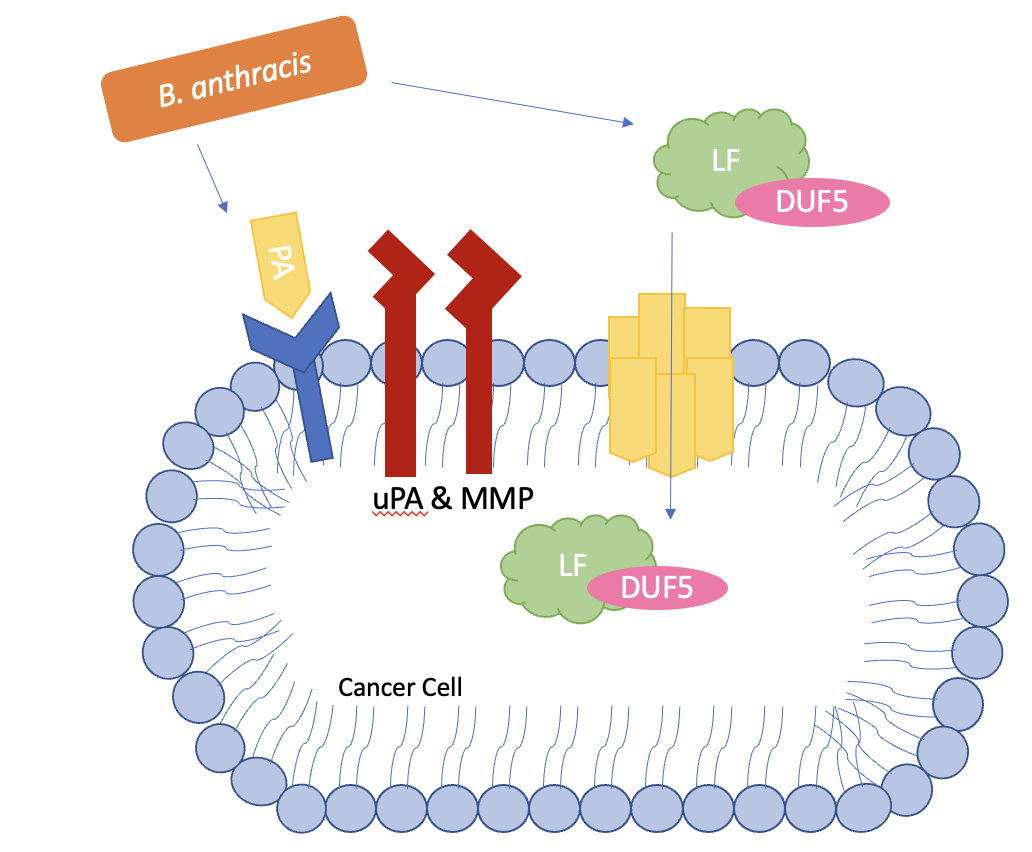 B. anthracis
LF
DUF5
PA
uPA & MMP
LF
DUF5
Cancer Cell